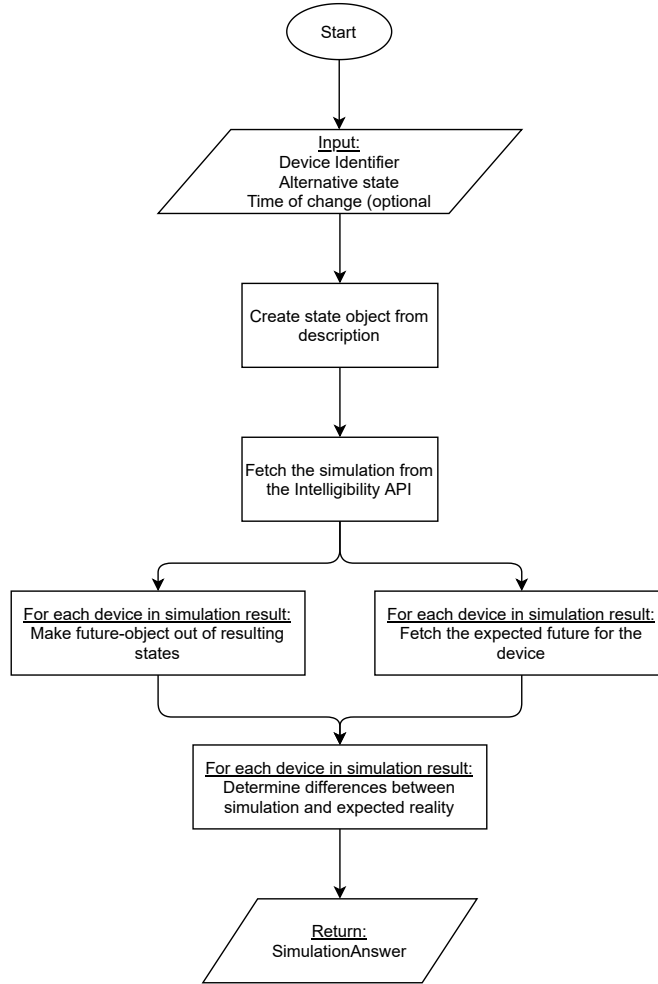 Start
Input:
Device Identifier
Alternative state
Time of change (optional
Create state object from
description
Fetch the simulation from
the Intelligibility API
For each device in simulation result:
Make future-object out of resulting
states
For each device in simulation result:
Fetch the expected future for the
device
For each device in simulation result:
Determine differences between
simulation and expected reality
Return:
SimulationAnswer